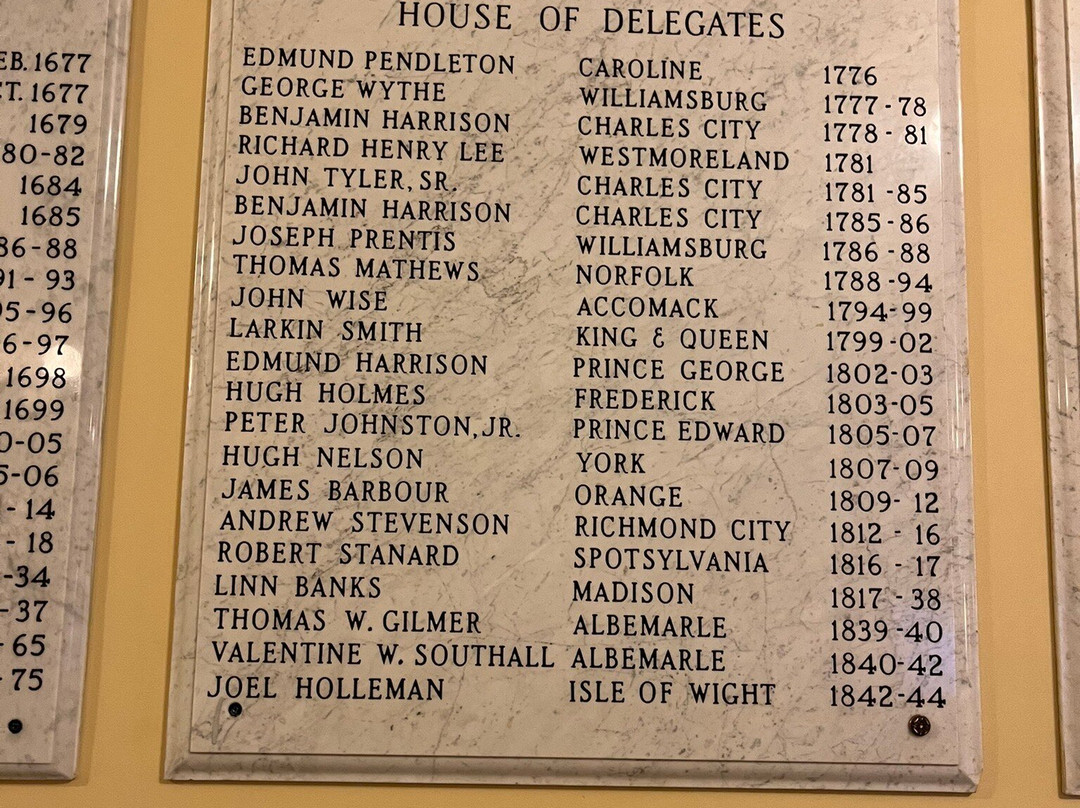 EB. 1677
CT. 1677
1679
80-82
1684
1685
86-88
91-93
95-96
6-97
1698
1699
0-05
5-06
-14
-18
-34
-37
-65
75
HOUSE OF DELEGATES
EDMUND PENDLETON CAROLINE 1776
GEORGE WYTHE WILLIAMSBURG 1777-78
BENJAMIN HARRISON CHARLES CITY 1778-81
RICHARD HENRY LEE WESTMORELAND 1781
JOHN TYLER, SR. CHARLES CITY 1781-85
BENJAMIN HARRISON CHARLES CITY 1785-86
JOSEPH PRENTIS WILLIAMSBURG 1786-88
THOMAS MATHEWS NORFOLK 1788-94
JOHN WISE ACCOMACK 1794-99
LARKIN SMITH KING & QUEEN 1799-02
EDMUND HARRISON PRINCE GEORGE 1802-03
HUGH HOLMES FREDERICK 1803-05
PETER JOHNSTON, JR. PRINCE EDWARD 1805-07
HUGH NELSON YORK 1807-09
JAMES BARBOUR ORANGE 1809-12
ANDREW STEVENSON RICHMOND CITY 1812-16
ROBERT STANARD SPOTSYLVANIA 1816-17
LINN BANKS MADISON 1817-38
THOMAS W. GILMER ALBEMARLE 1839-40
VALENTINE W. SOUTHALL ALBEMARLE 1840-42
JOEL HOLLEMAN ISLE OF WIGHT 1842-44